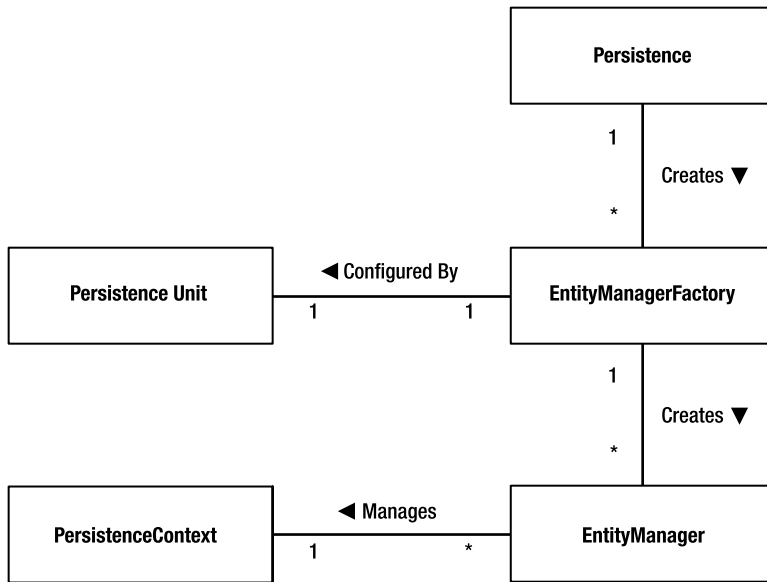 Persistence
1
Creates ▼
*
◄ Configured By
Persistence Unit
EntityManagerFactory
1
1
1
Creates ▼
*
◄ Manages
PersistenceContext
EntityManager
1
*